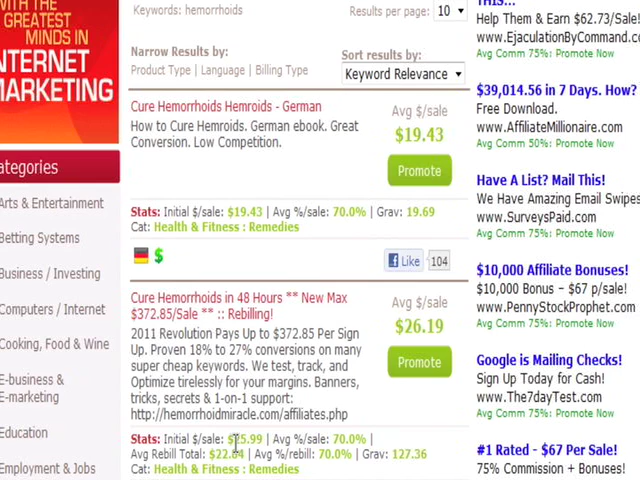 WITH THE
GREATEST
MINDS IN
INTERNET
MARKETING
ategories
Arts & Entertainment
Betting Systems
Business / Investing
Computers / Internet
Cooking, Food & Wine
E-business &
E-marketing
Education
Employment & Jobs
Keywords: hemorrhoids
Results per page: 10
Narrow Results by:
Product Type | Language | Billing Type
Sort results by:
Keyword Relevance
Cure Hemorrhoids Hemroids - German
How to Cure Hemroids. German ebook. Great
Conversion. Low Competition.
Avg $/sale
$19.43
Promote
Stats: Initial $/sale: $19.43 | Avg %/sale: 70.0% | Grav: 19.69
Cat: Health & Fitness : Remedies
$
Like 104
Cure Hemorrhoids in 48 Hours ** New Max
$372.85/Sale ** :: Rebilling!
2011 Revolution Pays Up to $372.85 Per Sign
Up. Proven 18% to 27% conversions on many
super cheap keywords. We test, track, and
Optimize tirelessly for your margins. Banners,
tricks, secrets & 1-on-1 support:
http://hemorrhoidmiracle.com/affiliates.php
Avg $/sale
$26.19
Promote
Stats: Initial $/sale: $25.99 | Avg %/sale: 70.0% |
Avg Rebill Total: $22.84 | Avg %/rebill: 70.0% | Grav: 127.36
Cat: Health & Fitness : Remedies
THIS...
Help Them & Earn $62.73/Sale!
www.EjaculationByCommand.c
Avg Comm 75%: Promote
$39,014.56 in 7 Days. How?
Free Download.
www.AffiliateMillionaire.com
Avg Comm 50%: Promote
Have A List? Mail This!
We Have Amazing Email Swipes
www.SurveysPaid.com
Avg Comm 75%: Promote
$10,000 Affiliate Bonuses!
$10,000 Bonus – $67 p/sale!
www.PennyStockProphet.com
Avg Comm 75%: Promote
Google is Mailing Checks!
Sign Up Today for Cash!
www.The7dayTest.com
Avg Comm 75%: Promote
#1 Rated - $67 Per Sale!
75% Commission + Bonuses!